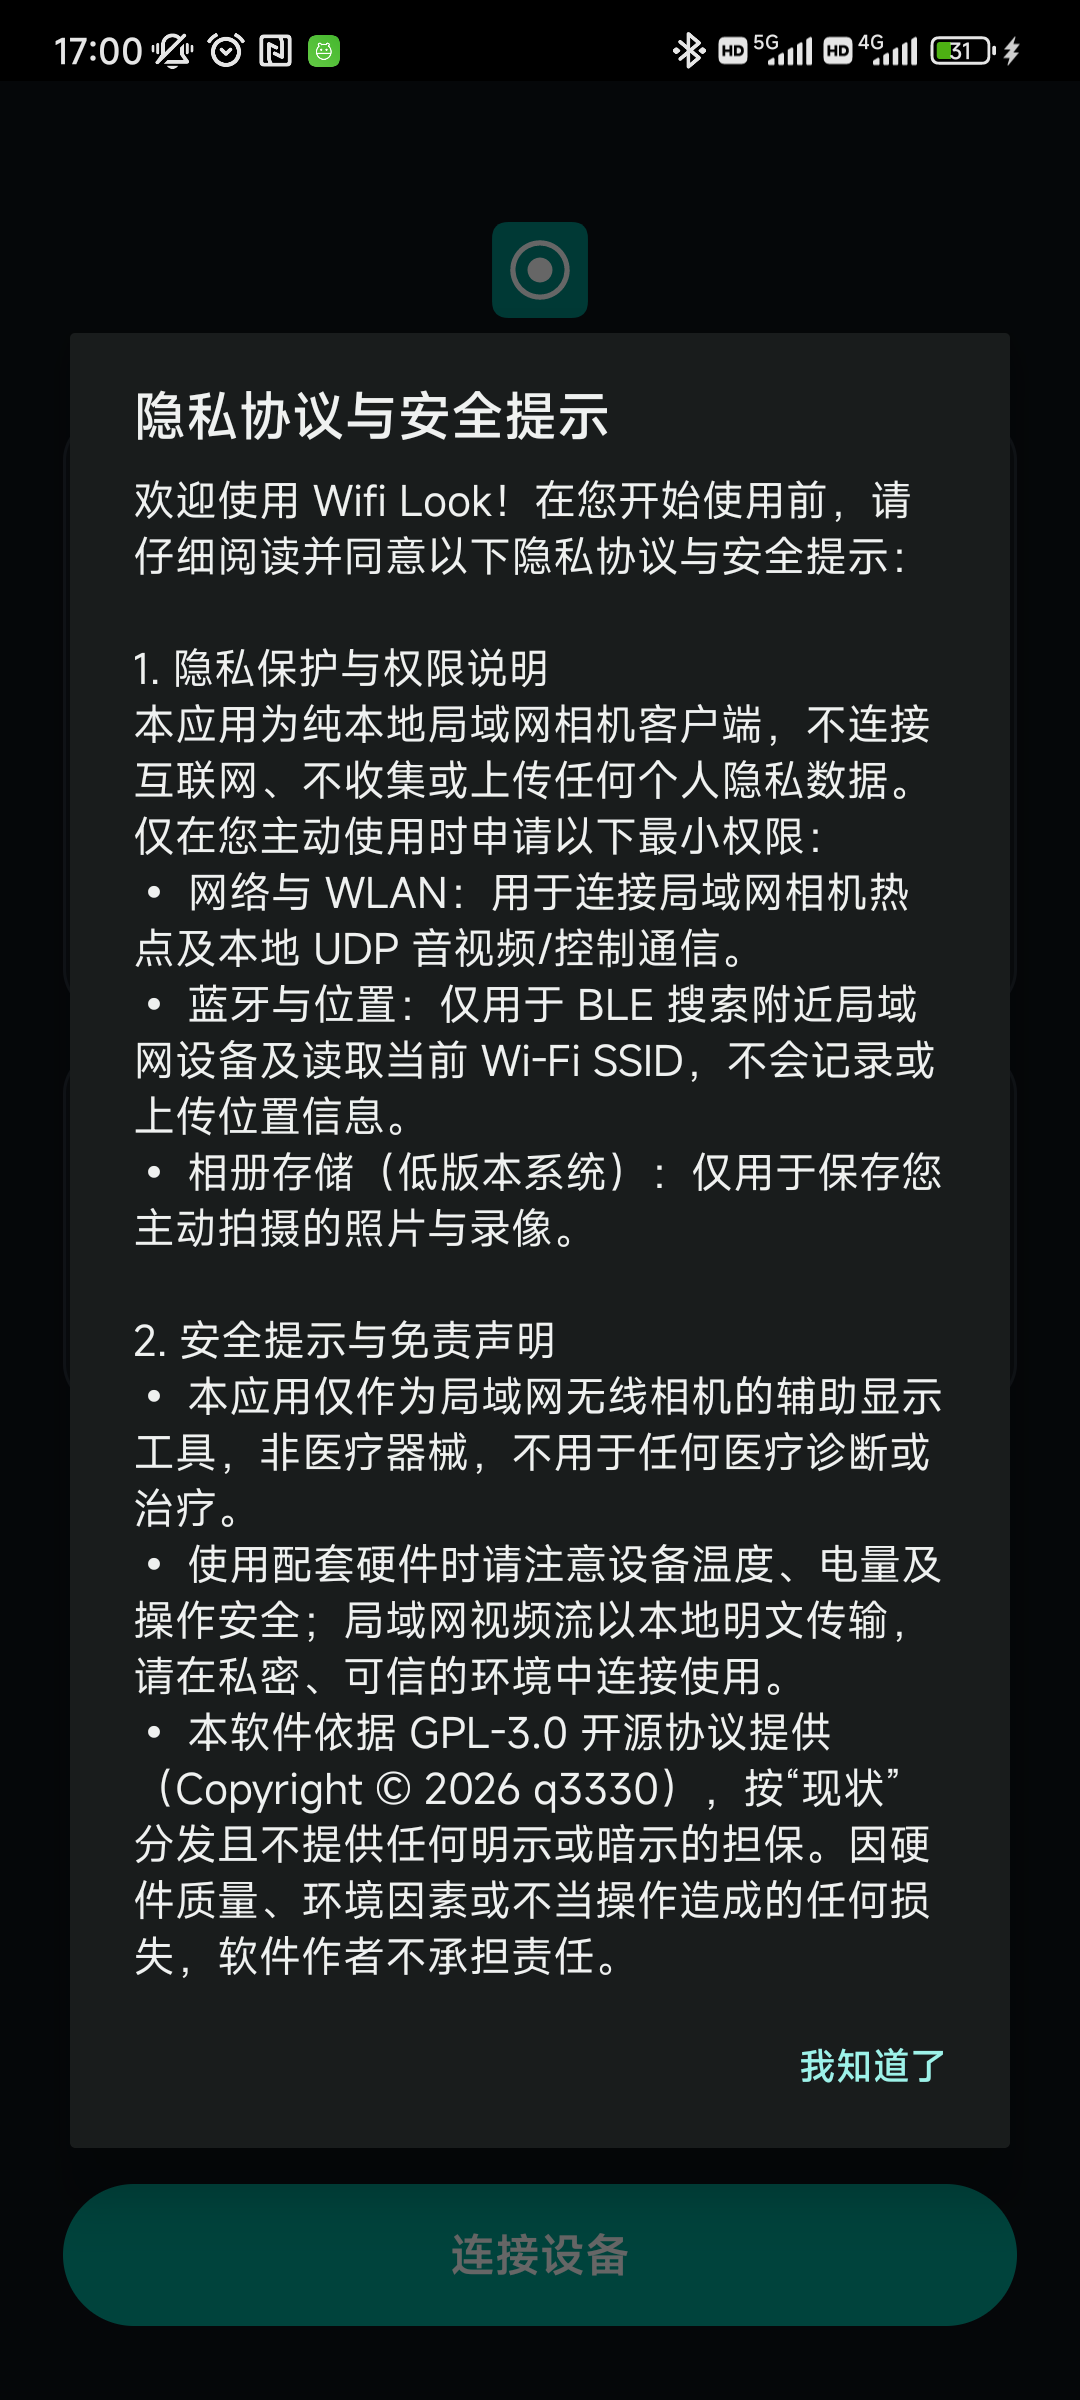 17:00
HD 5G HD 4G 31
隐私协议与安全提示
欢迎使用 Wifi Look！在您开始使用前，请
仔细阅读并同意以下隐私协议与安全提示：
1. 隐私保护与权限说明
本应用为纯本地局域网相机客户端，不连接
互联网、不收集或上传任何个人隐私数据。
仅在您主动使用时申请以下最小权限：
• 网络与 WLAN：用于连接局域网相机热
点及本地 UDP 音视频/控制通信。
• 蓝牙与位置：仅用于 BLE 搜索附近局域
网设备及读取当前 Wi-Fi SSID，不会记录或
上传位置信息。
• 相册存储（低版本系统）：仅用于保存您
主动拍摄的照片与录像。
2. 安全提示与免责声明
• 本应用仅作为局域网无线相机的辅助显示
工具，非医疗器械，不用于任何医疗诊断或
治疗。
• 使用配套硬件时请注意设备温度、电量及
操作安全；局域网视频流以本地明文传输，
请在私密、可信的环境中连接使用。
• 本软件依据 GPL-3.0 开源协议提供
（Copyright © 2026 q3330），按“现状”
分发且不提供任何明示或暗示的担保。因硬
件质量、环境因素或不当操作造成的任何损
失，软件作者不承担责任。
我知道了
连接设备